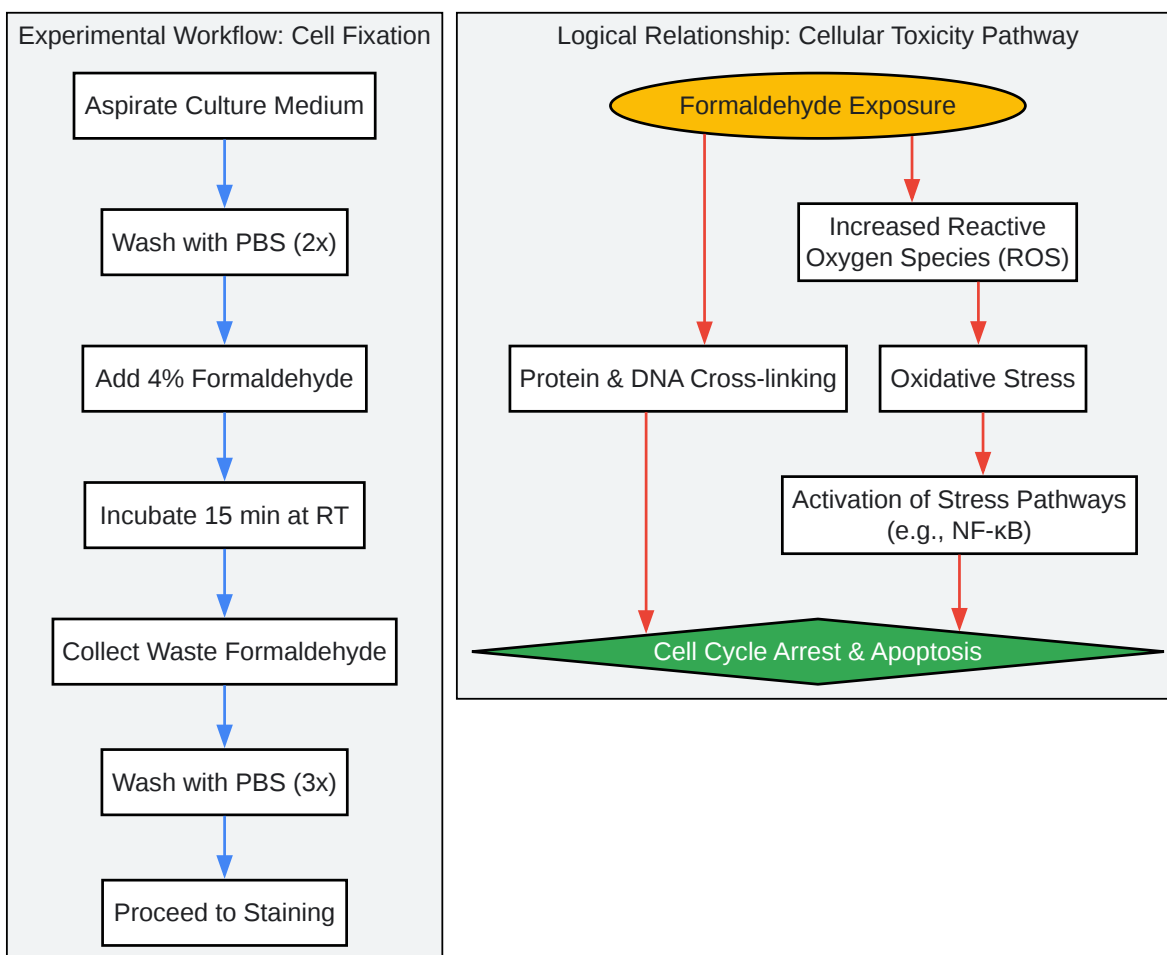 Experimental Workflow: Cell Fixation
Aspirate Culture Medium
Wash with PBS (2x)
Add 4% Formaldehyde
Incubate 15 min at RT
Collect Waste Formaldehyde
Wash with PBS (3x)
Proceed to Staining
Logical Relationship: Cellular Toxicity Pathway
Formaldehyde Exposure
Increased Reactive
Oxygen Species (ROS)
Protein & DNA Cross-linking
Oxidative Stress
Activation of Stress Pathways
(e.g., NF-κB)
Cell Cycle Arrest & Apoptosis